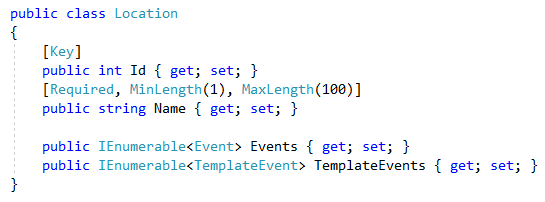 public class Location
{
[Key]
public int Id { get; set; }
[Required, MinLength(1), MaxLength(100)]
public string Name { get; set; }
public IEnumerable<Event> Events { get; set; }
public IEnumerable<TemplateEvent> TemplateEvents { get; set; }
}